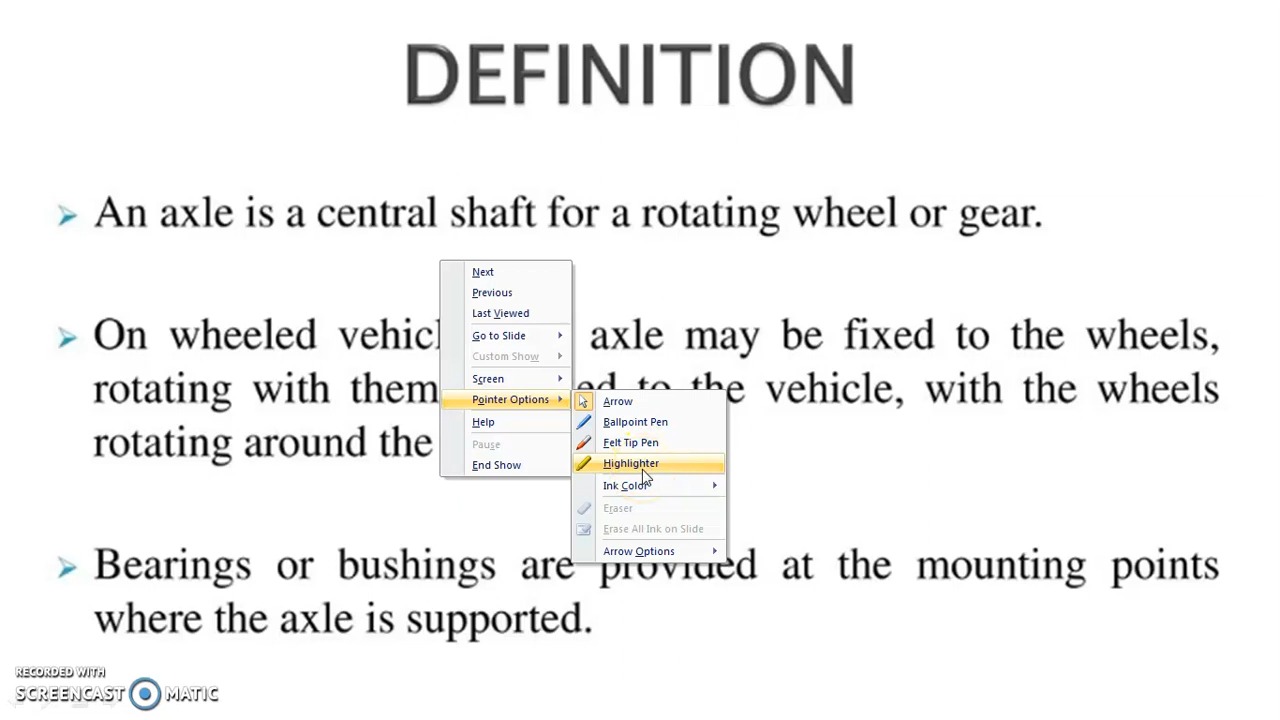 DEFINITION
An axle is a central shaft for a rotating wheel or gear.
On wheeled axle may be fixed to the wheels,
rotating with them to the vehicle, with the wheels
rotating around the
Bearings or bushings are provided at the mounting points
where the axle is supported.
Next
Previous
Last Viewed
Go to Slide
Custom Show
Screen
Pointer Options
Help
Pause
End Show
Arrow
Ballpoint Pen
Felt Tip Pen
Highlighter
Ink Color
Eraser
Erase All Ink on Slide
Arrow Options
RECORDED WITH
SCREENCAST MATIC